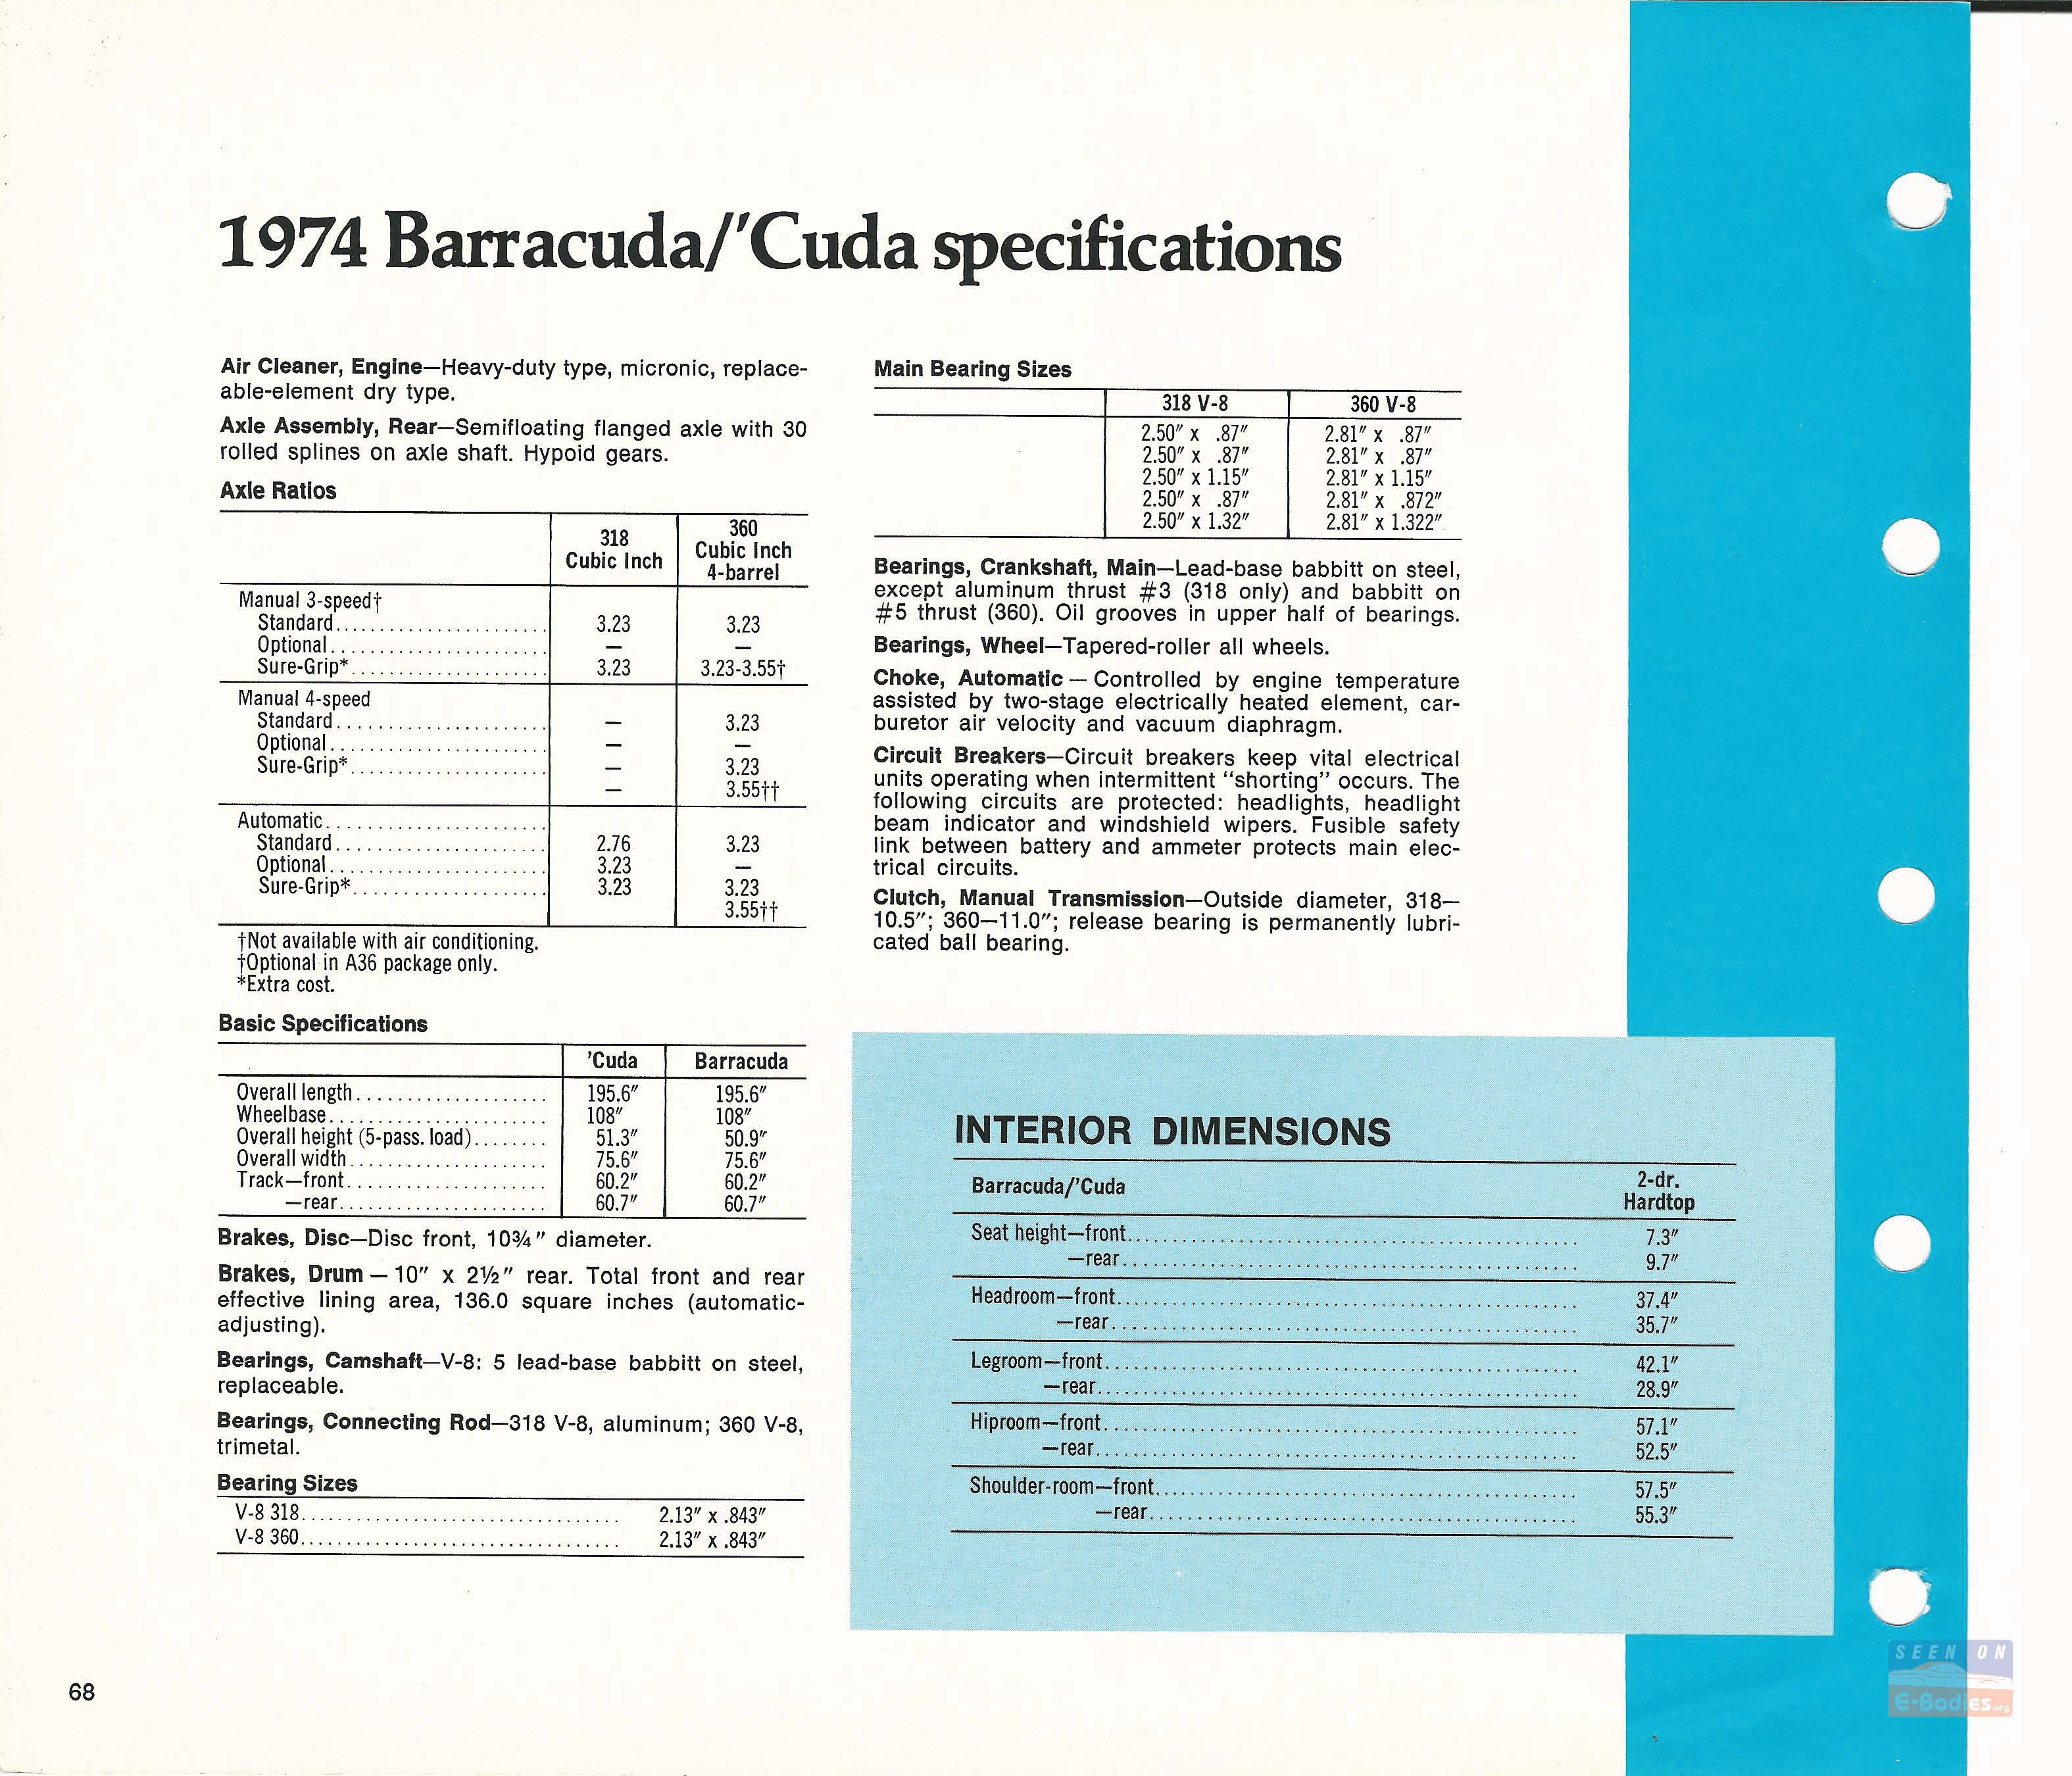 1974 Barracuda/'Cuda specifications
Air Cleaner, Engine—Heavy-duty type, micronic, replace-
able-element dry type.
Axle Assembly, Rear—Semifloating flanged axle with 30
rolled splines on axle shaft. Hypoid gears.
Axle Ratios
318 Cubic Inch 360 Cubic Inch 4-barrel
Manual 3-speed†
Standard 3.23 3.23
Optional — —
Sure-Grip* 3.23 3.23-3.55†
Manual 4-speed
Standard — 3.23
Optional — —
Sure-Grip* — 3.23
— 3.55††
Automatic
Standard 2.76 3.23
Optional 3.23 —
Sure-Grip* 3.23 3.23
3.55††
†Not available with air conditioning.
†Optional in A36 package only.
*Extra cost.
Basic Specifications
'Cuda Barracuda
Overall length 195.6" 195.6"
Wheelbase 108" 108"
Overall height (5-pass. load) 51.3" 50.9"
Overall width 75.6" 75.6"
Track—front 60.2" 60.2"
—rear 60.7" 60.7"
Brakes, Disc—Disc front, 10¾" diameter.
Brakes, Drum — 10" x 2½" rear. Total front and rear
effective lining area, 136.0 square inches (automatic-
adjusting).
Bearings, Camshaft—V-8: 5 lead-base babbitt on steel,
replaceable.
Bearings, Connecting Rod—318 V-8, aluminum; 360 V-8,
trimetal.
Bearing Sizes
V-8 318 2.13" x .843"
V-8 360 2.13" x .843"
Main Bearing Sizes
318 V-8 360 V-8
2.50" x .87" 2.81" x .87"
2.50" x .87" 2.81" x .87"
2.50" x 1.15" 2.81" x 1.15"
2.50" x .87" 2.81" x .872"
2.50" x 1.32" 2.81" x 1.322"
Bearings, Crankshaft, Main—Lead-base babbitt on steel,
except aluminum thrust #3 (318 only) and babbitt on
#5 thrust (360). Oil grooves in upper half of bearings.
Bearings, Wheel—Tapered-roller all wheels.
Choke, Automatic — Controlled by engine temperature
assisted by two-stage electrically heated element, car-
buretor air velocity and vacuum diaphragm.
Circuit Breakers—Circuit breakers keep vital electrical
units operating when intermittent "shorting" occurs. The
following circuits are protected: headlights, headlight
beam indicator and windshield wipers. Fusible safety
link between battery and ammeter protects main elec-
trical circuits.
Clutch, Manual Transmission—Outside diameter, 318—
10.5"; 360—11.0"; release bearing is permanently lubri-
cated ball bearing.
INTERIOR DIMENSIONS
Barracuda/'Cuda 2-dr. Hardtop
Seat height—front 7.3"
—rear 9.7"
Headroom—front 37.4"
—rear 35.7"
Legroom—front 42.1"
—rear 28.9"
Hiproom—front 57.1"
—rear 52.5"
Shoulder-room—front 57.5"
—rear 55.3"
68
SEEN ON
E-Bodies.org